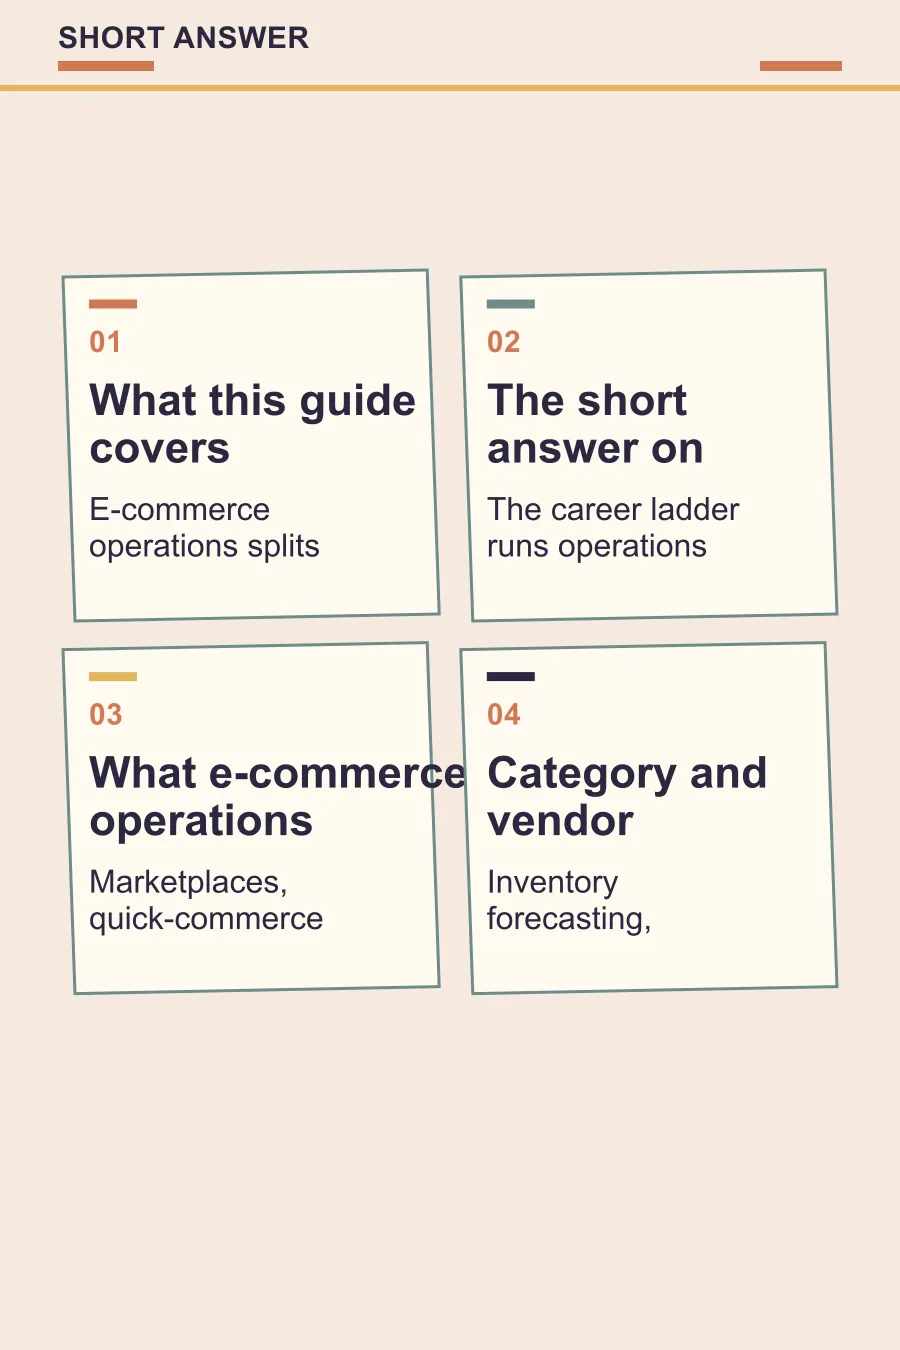 SHORT ANSWER
01
What this guide
covers
E-commerce
operations splits
02
The short
answer on
The career ladder
runs operations
03
What e-commerce
operations
Marketplaces,
quick-commerce
04
Category and
vendor
Inventory
forecasting,